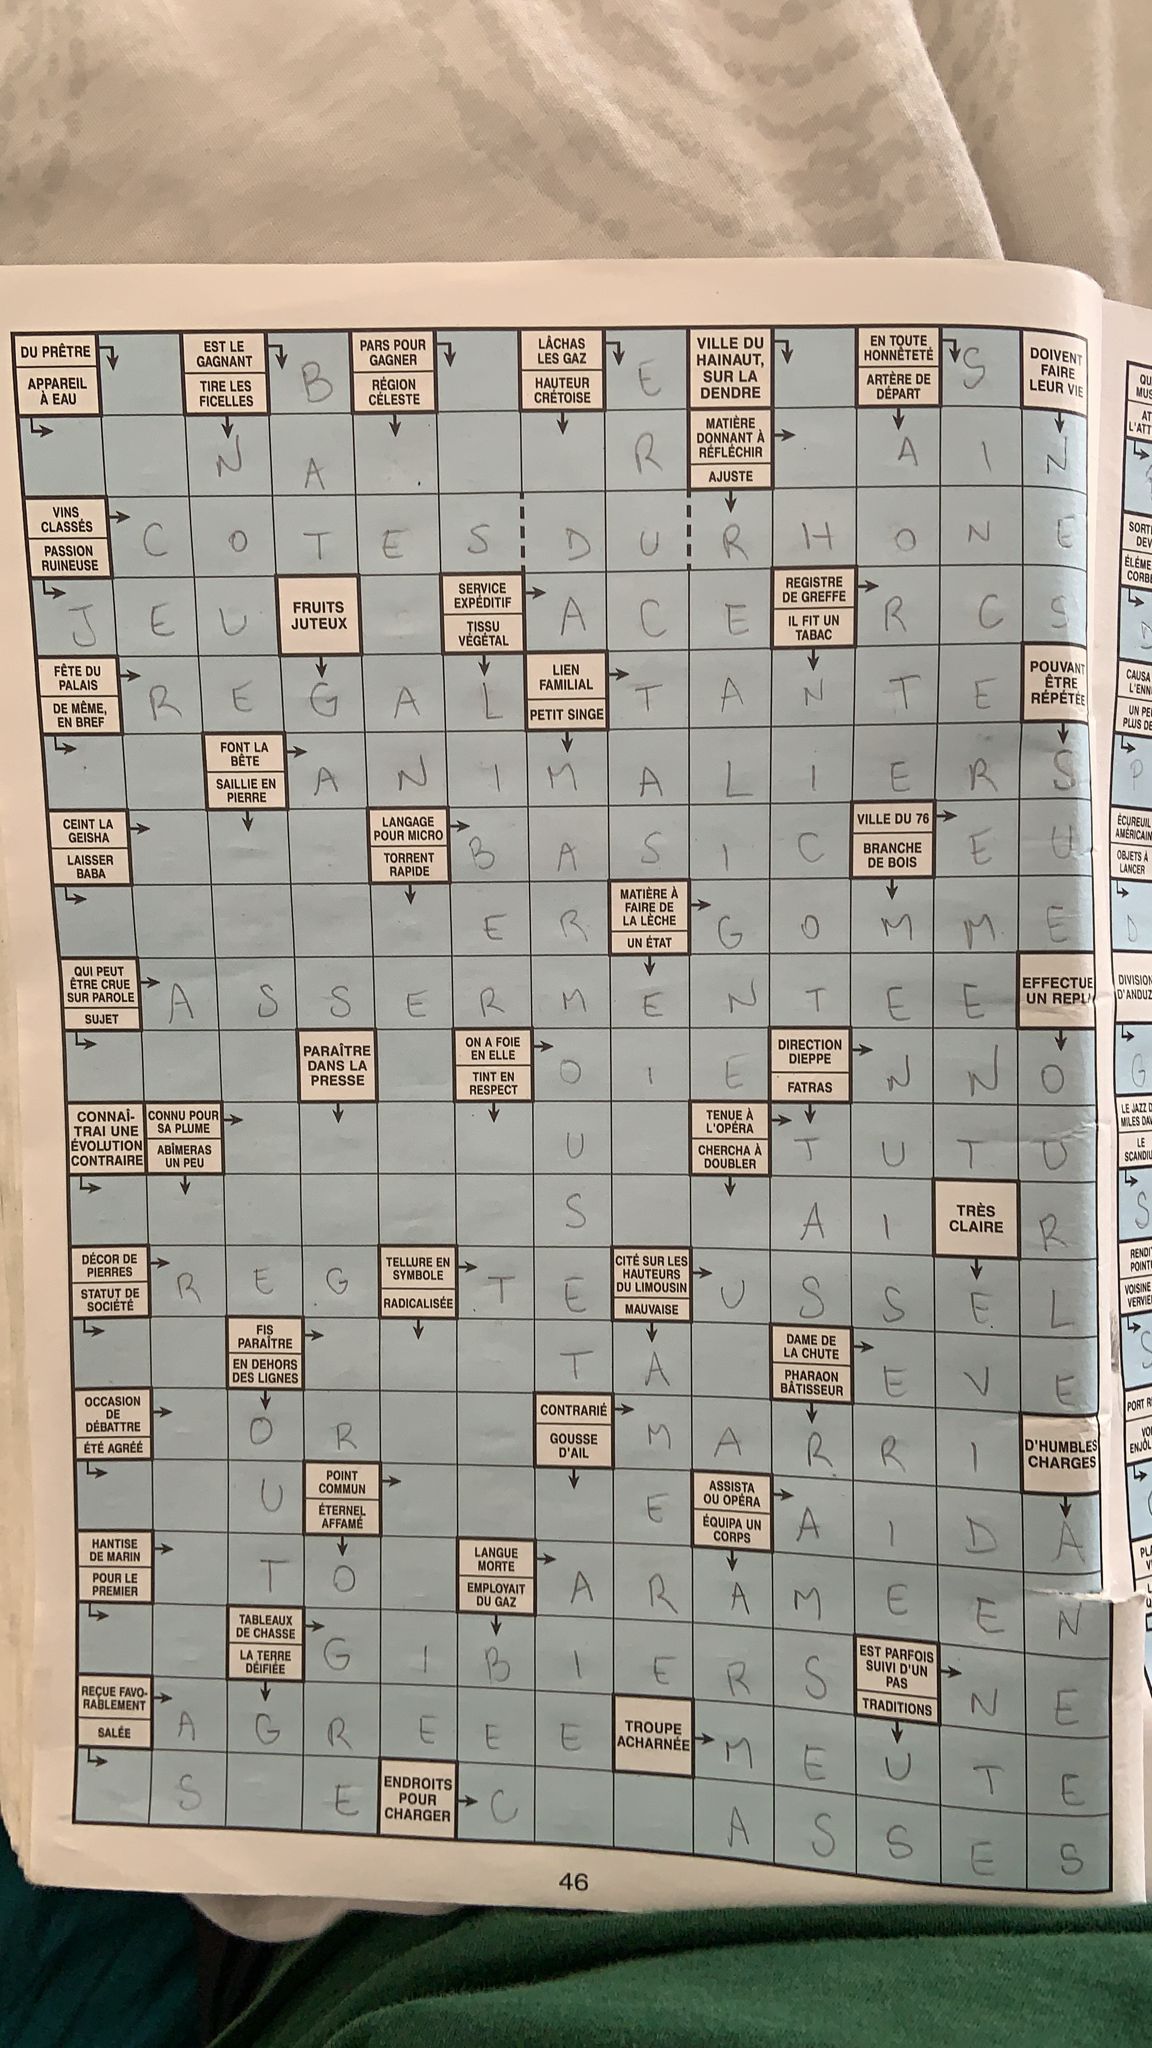 DU PRÊTRE
APPAREIL À EAU
EST LE GAGNANT
TIRE LES FICELLES
B
PARS POUR GAGNER
RÉGION CÉLESTE
LÂCHAS LES GAZ
HAUTEUR CRÉTOISE
E
VILLE DU HAINAUT, SUR LA DENDRE
EN TOUTE HONNÊTETÉ
ARTÈRE DE DÉPART
S
DOIVENT FAIRE LEUR VIE
N A R
MATIÈRE DONNANT À RÉFLÉCHIR
AJUSTE
A I N
VINS CLASSÉS
PASSION RUINEUSE
C O T E S D U R H O N E
J E U
FRUITS JUTEUX
SERVICE EXPÉDITIF
TISSU VÉGÉTAL
A C E
REGISTRE DE GREFFE
IL FIT UN TABAC
R C S
FÊTE DU PALAIS
DE MÊME, EN BREF
R E G A L
LIEN FAMILIAL
PETIT SINGE
T A N T E
POUVANT ÊTRE RÉPÉTÉE
FONT LA BÊTE
SAILLIE EN PIERRE
A N I M A L I E R S
CEINT LA GEISHA
LAISSER BABA
LANGAGE POUR MICRO
TORRENT RAPIDE
B A S I C
VILLE DU 76
BRANCHE DE BOIS
E U
E R
MATIÈRE À FAIRE DE LA LÈCHE
UN ÉTAT
G O M M E
QUI PEUT ÊTRE CRUE SUR PAROLE
SUJET
A S S E R M E N T E E
EFFECTUE UN REPLI
PARAÎTRE DANS LA PRESSE
ON A FOIE EN ELLE
TINT EN RESPECT
O I E
DIRECTION DIEPPE
FATRAS
N N O
CONNAÎ-TRAI UNE ÉVOLUTION CONTRAIRE
CONNU POUR SA PLUME
ABÎMERAS UN PEU
U
TENUE À L'OPÉRA
CHERCHA À DOUBLER
T U T U
S A I
TRÈS CLAIRE
R
DÉCOR DE PIERRES
STATUT DE SOCIÉTÉ
R E G
TELLURE EN SYMBOLE
RADICALISÉE
T E
CITÉ SUR LES HAUTEURS DU LIMOUSIN
MAUVAISE
U S S E L
FIS PARAÎTRE
EN DEHORS DES LIGNES
T A
DAME DE LA CHUTE
PHARAON BÂTISSEUR
E V E
OCCASION DE DÉBATTRE
ÉTÉ AGRÉÉ
O R
CONTRARIÉ
GOUSSE D'AIL
M A R R I
D'HUMBLES CHARGES
U
POINT COMMUN
ÉTERNEL AFFAMÉ
E
ASSISTA OU OPÉRA
ÉQUIPA UN CORPS
A I D A
HANTISE DE MARIN
POUR LE PREMIER
T O
LANGUE MORTE
EMPLOYAIT DU GAZ
A R A M E E N
TABLEAUX DE CHASSE
LA TERRE DÉIFIÉE
G I B I E R S
EST PARFOIS SUIVI D'UN PAS
TRADITIONS
N E
REÇUE FAVO-RABLEMENT
SALÉE
A G R E E E
TROUPE ACHARNÉE
M E U T E
S E
ENDROITS POUR CHARGER
C A S S E S
46